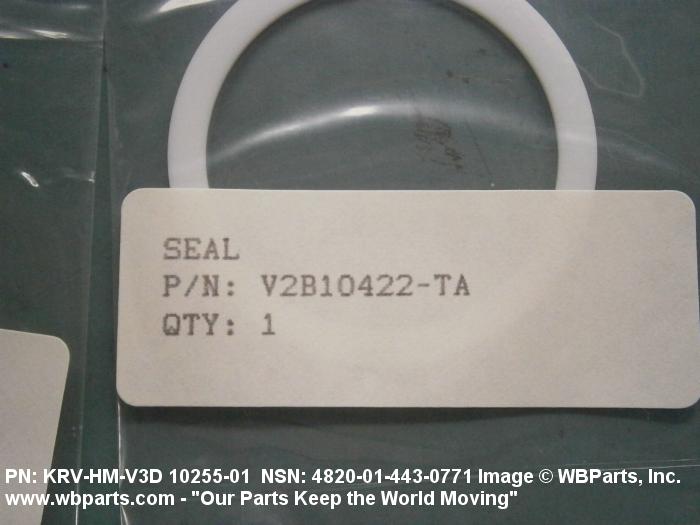 SEAL
P/N: V2B10422-TA
QTY: 1
PN: KRV-HM-V3D 10255-01 NSN: 4820-01-443-0771 Image © WBParts, Inc.
www.wbparts.com - "Our Parts Keep the World Moving"